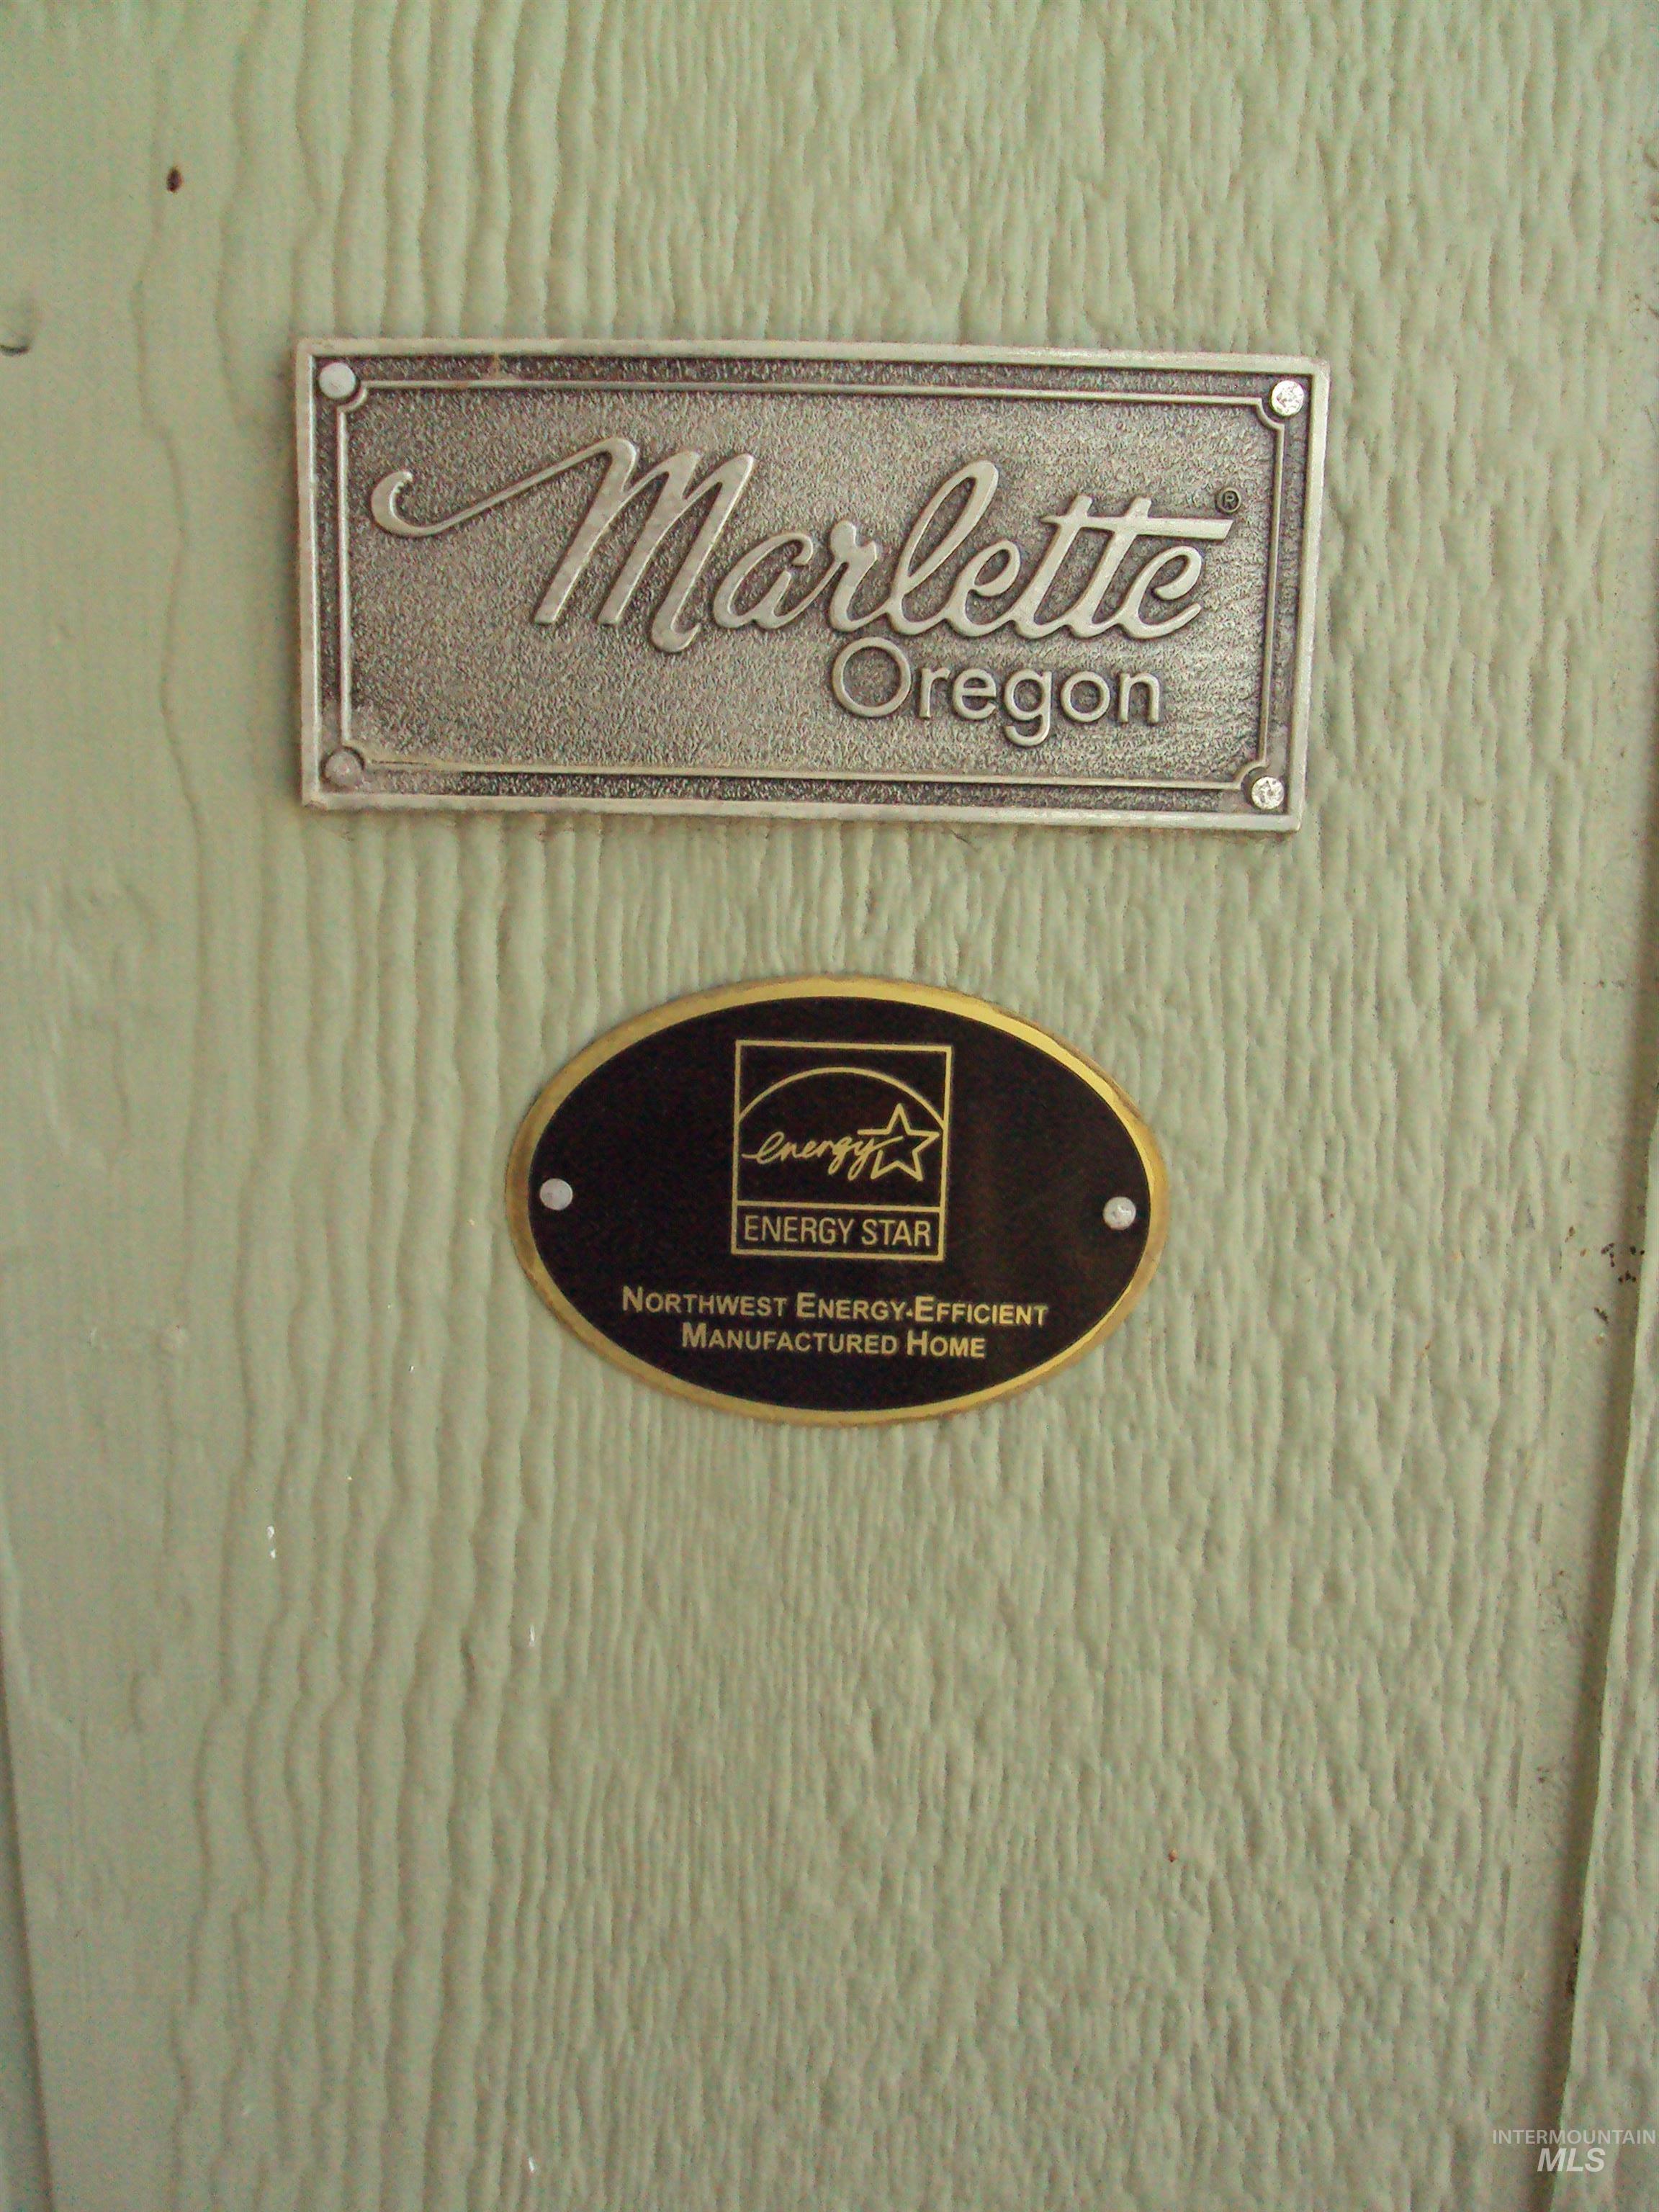 Marlette®
Oregon
energy
ENERGY STAR
NORTHWEST ENERGY-EFFICIENT
MANUFACTURED HOME
INTERMOUNTAIN
MLS